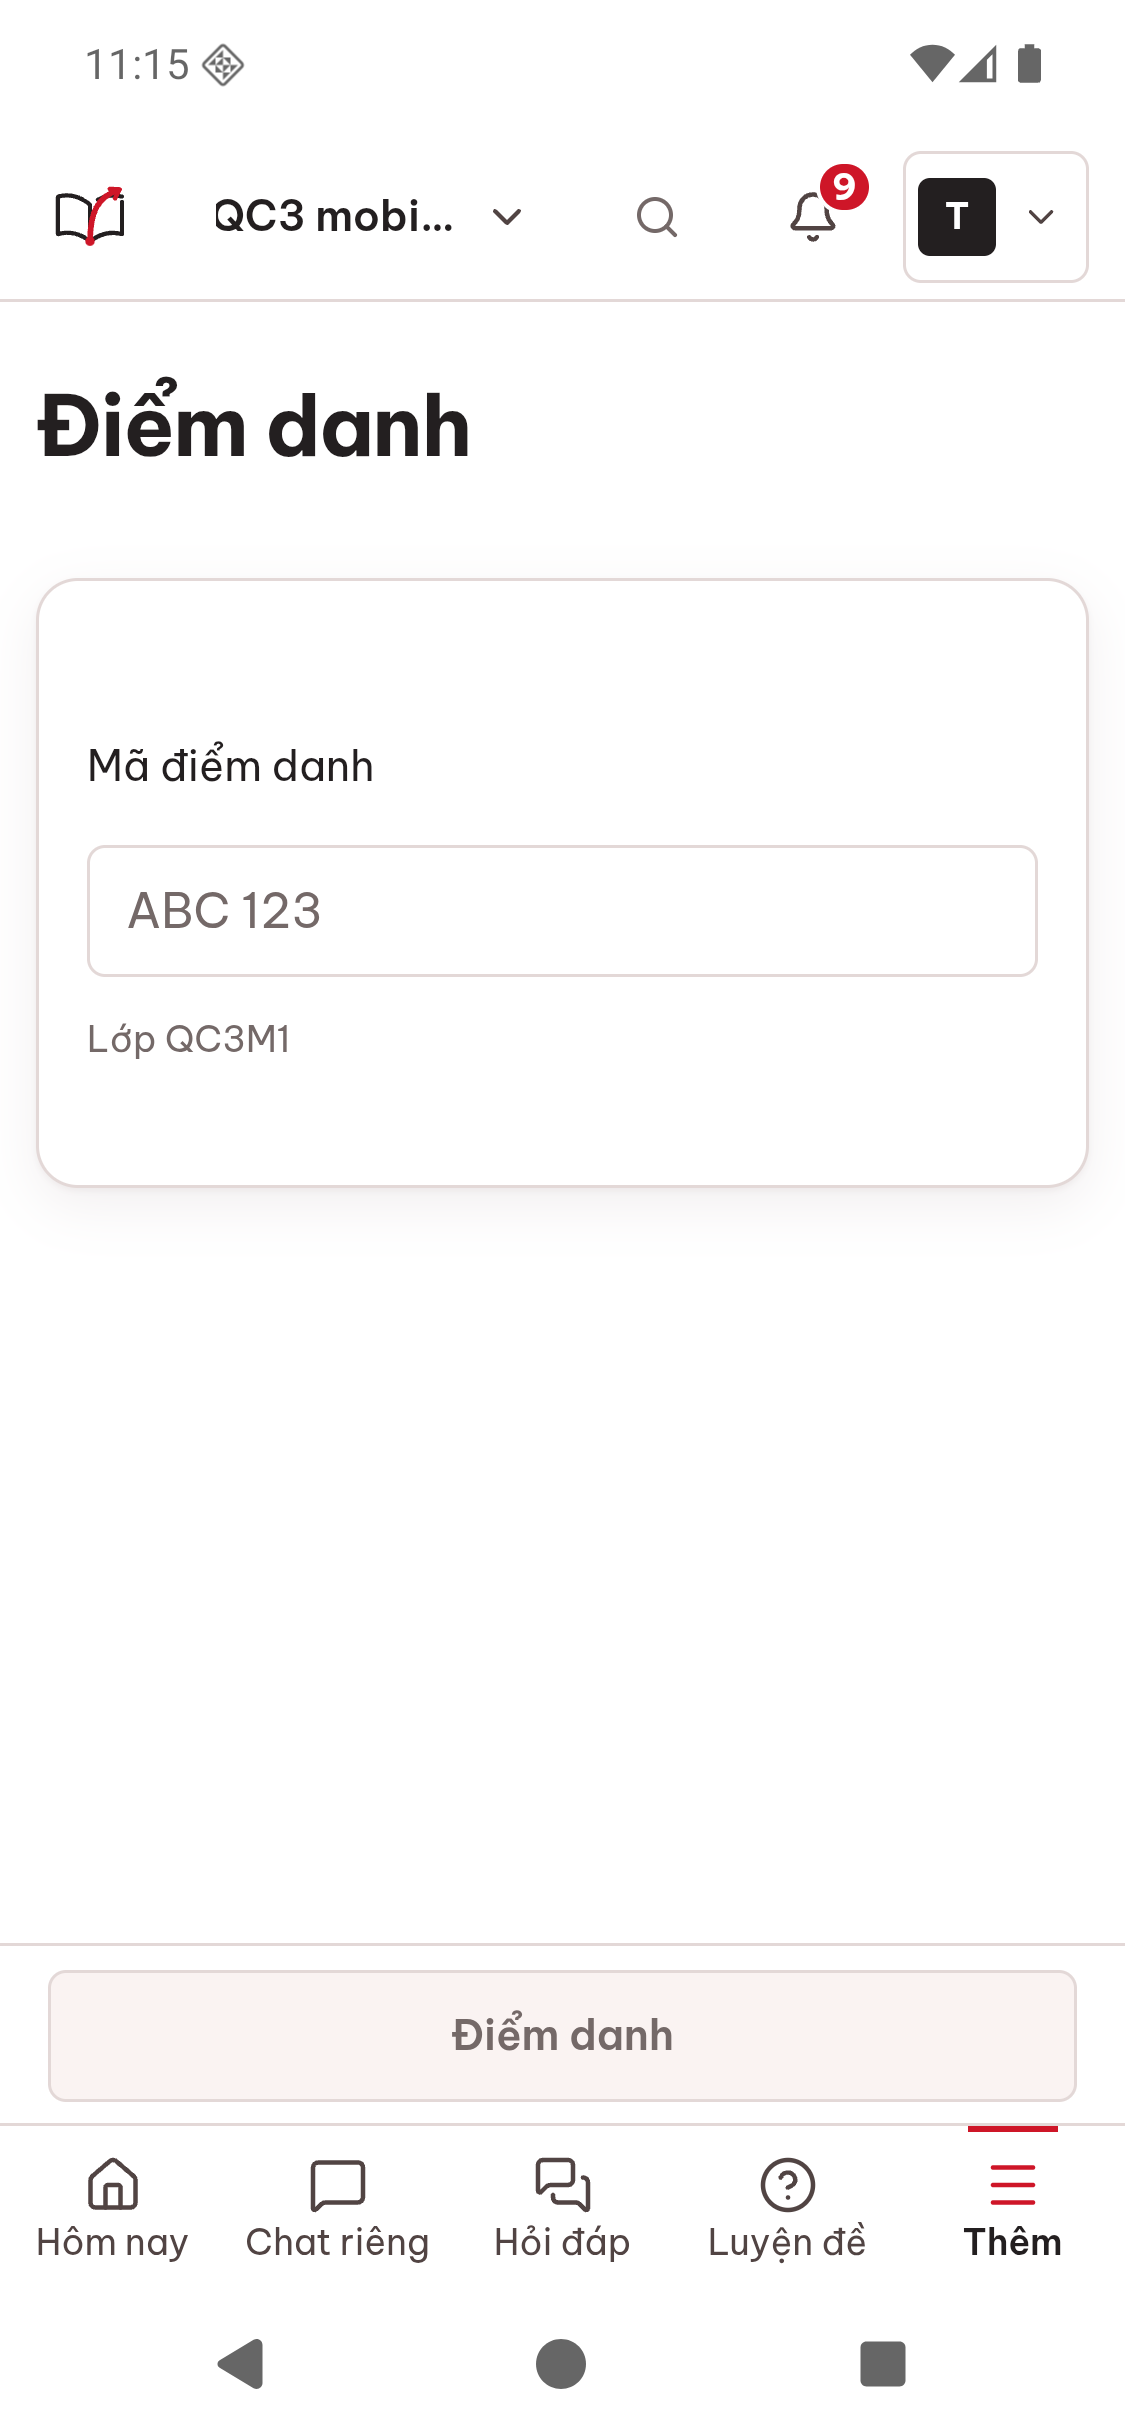 11:15
QC3 mobi...
9
T
Điểm danh
Mã điểm danh
ABC 123
Lớp QC3M1
Điểm danh
Hôm nay
Chat riêng
Hỏi đáp
Luyện đề
Thêm